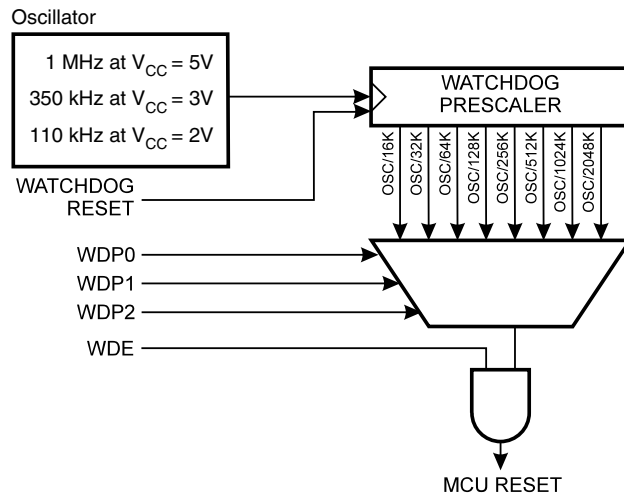 Oscillator
1 MHz at VCC = 5V
350 kHz at VCC = 3V
110 kHz at VCC = 2V
WATCHDOG
PRESCALER
OSC/16K
OSC/32K
OSC/64K
OSC/128K
OSC/256K
OSC/512K
OSC/1024K
OSC/2048K
WATCHDOG
RESET
WDP0
WDP1
WDP2
WDE
MCU RESET